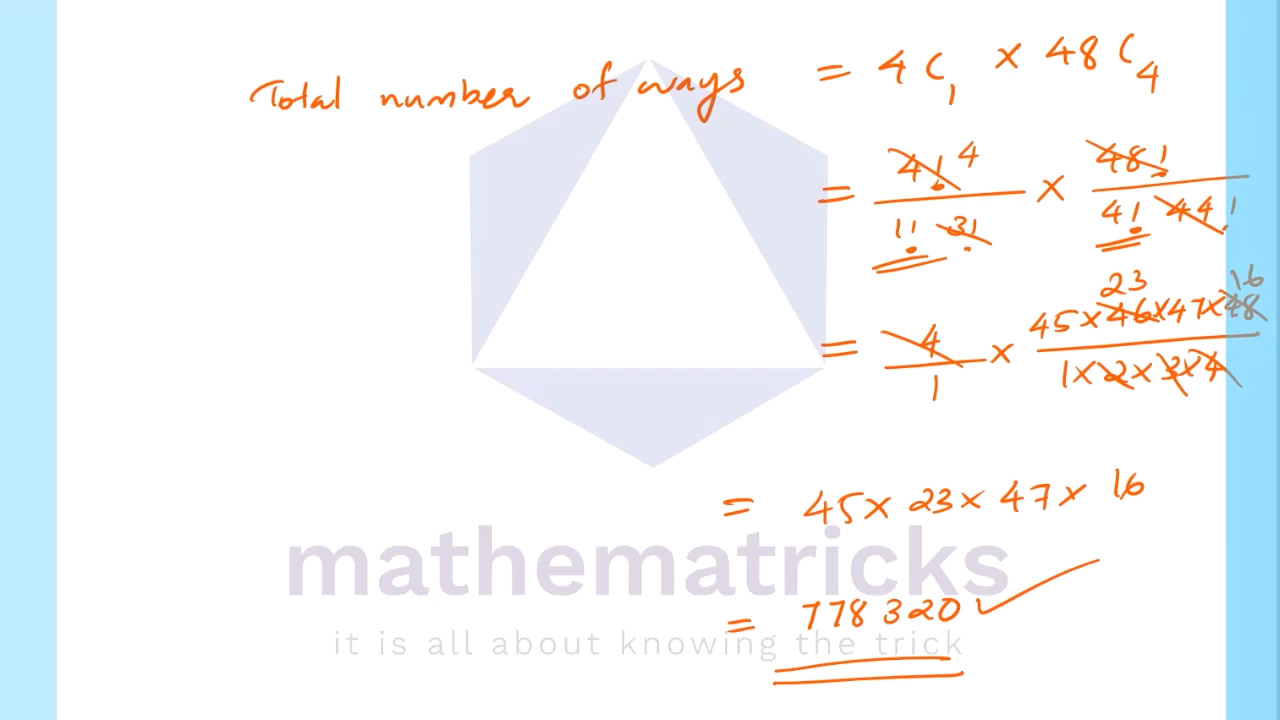 Total number of ways = 4C1 × 48C4
= 4! 4 / 1! 3! × 48! / 4! 44!
= 4 / 1 × 45×46×47×48 / 1×2×3×4
23 16
= 45 × 23 × 47 × 16
mathematricks
= 778320 ✓
it is all about knowing the trick